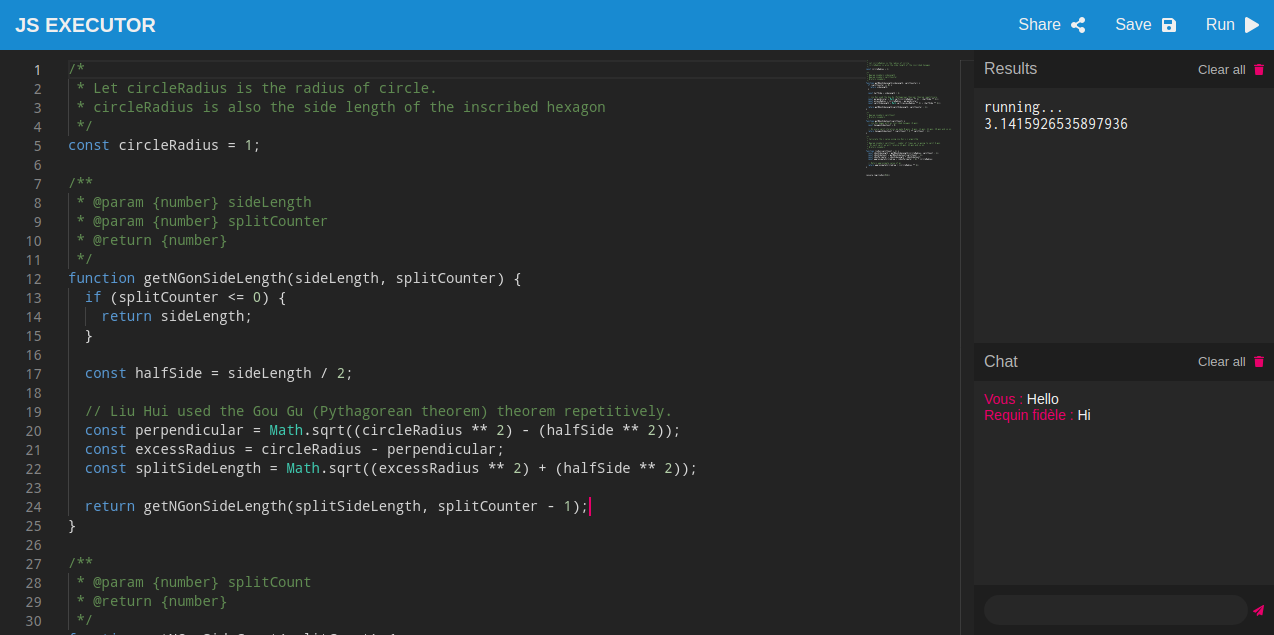 JS EXECUTOR
Share
Save
Run
1 /*
2 * Let circleRadius is the radius of circle.
3 * circleRadius is also the side length of the inscribed hexagon
4 */
5 const circleRadius = 1;
6
7 /**
8 * @param {number} sideLength
9 * @param {number} splitCounter
10 * @return {number}
11 */
12 function getNGonSideLength(sideLength, splitCounter) {
13 if (splitCounter <= 0) {
14 return sideLength;
15 }
16
17 const halfSide = sideLength / 2;
18
19 // Liu Hui used the Gou Gu (Pythagorean theorem) theorem repetitively.
20 const perpendicular = Math.sqrt((circleRadius ** 2) - (halfSide ** 2));
21 const excessRadius = circleRadius - perpendicular;
22 const splitSideLength = Math.sqrt((excessRadius ** 2) + (halfSide ** 2));
23
24 return getNGonSideLength(splitSideLength, splitCounter - 1);
25 }
26
27 /**
28 * @param {number} splitCount
29 * @return {number}
30 */
Results
Clear all
running...
3.1415926535897936
Chat
Clear all
Vous : Hello
Requin fidèle : Hi